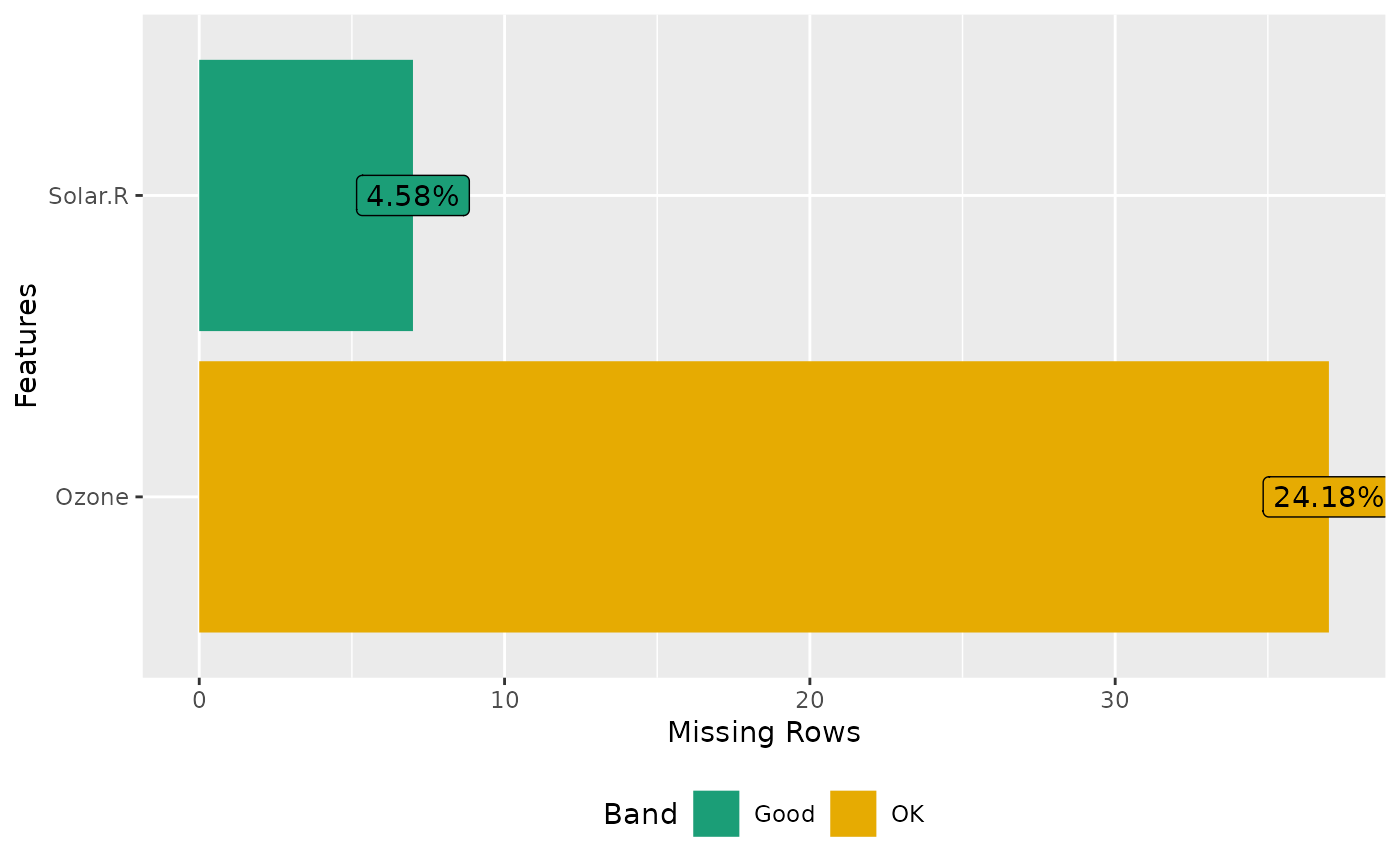 Features
Solar.R
4.58%
Ozone
24.18%
0 10 20 30
Missing Rows
Band Good OK